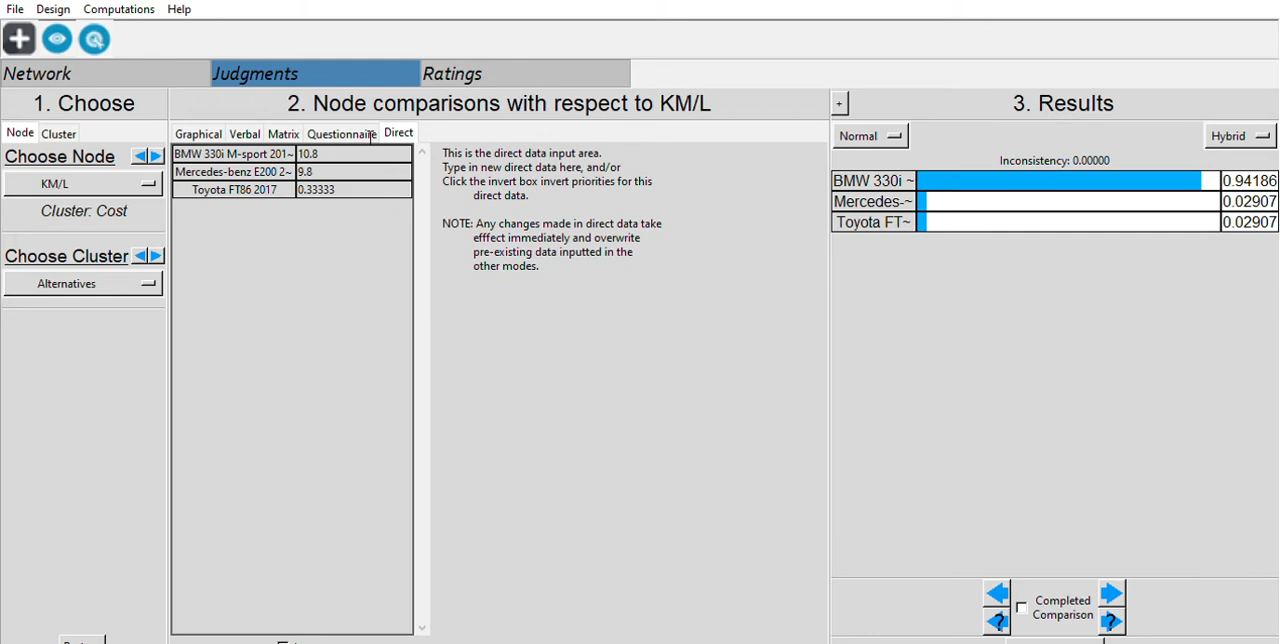 File Design Computations Help
Network Judgments Ratings
1. Choose
Node Cluster
Choose Node
KM/L
Cluster: Cost
Choose Cluster
Alternatives
2. Node comparisons with respect to KM/L
Graphical Verbal Matrix Questionnaire Direct
BMW 330i M-sport 201~ 10.8
Mercedes-benz E200 2~ 9.8
Toyota FT86 2017 0.33333
This is the direct data input area.
Type in new direct data here, and/or
Click the invert box invert priorities for this
direct data.
NOTE: Any changes made in direct data take
efffect immediately and overwrite
pre-existing data inputted in the
other modes.
+ 3. Results
Normal Hybrid
Inconsistency: 0.00000
BMW 330i ~ 0.94186
Mercedes-~ 0.02907
Toyota FT~ 0.02907
Completed
Comparison